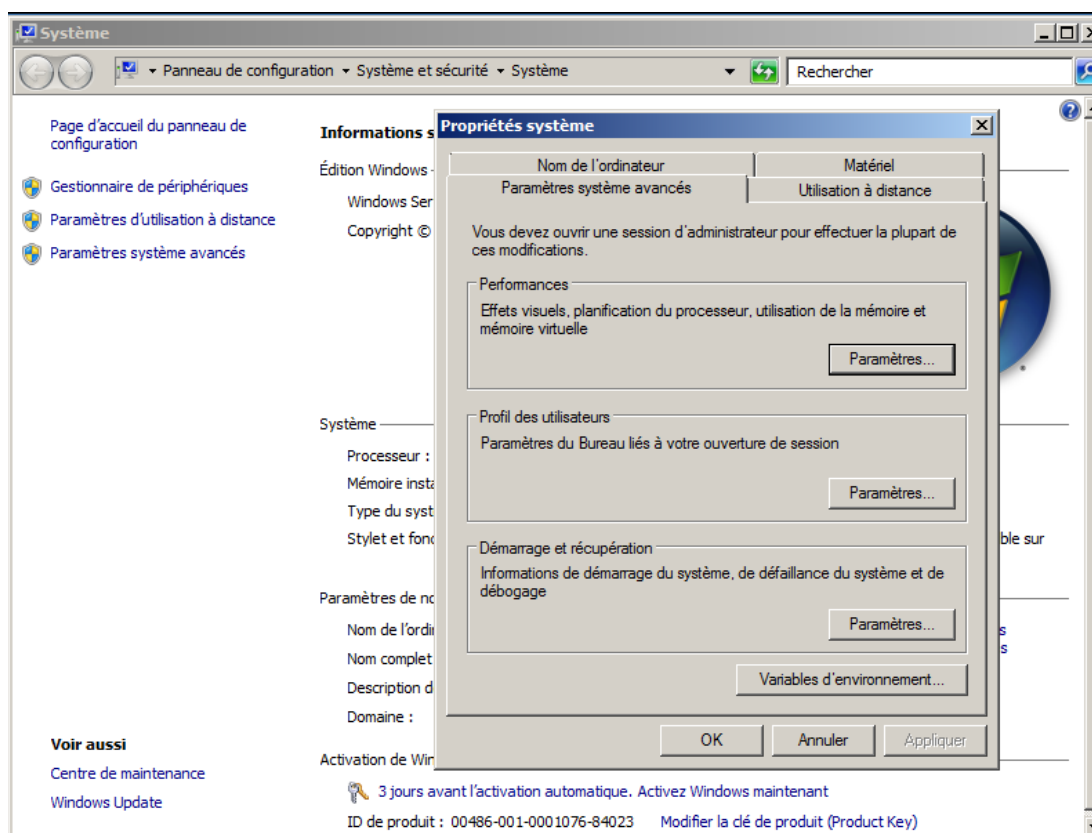 Système
Panneau de configuration Système et sécurité Système
Rechercher
Page d'accueil du panneau de
configuration
Gestionnaire de périphériques
Paramètres d'utilisation à distance
Paramètres système avancés
Voir aussi
Centre de maintenance
Windows Update
Informations s
Édition Windows
Windows Ser
Copyright ©
Système
Processeur :
Mémoire insta
Type du syst
Stylet et fonc
ble sur
Paramètres de no
Nom de l'ordin
s
Nom complet
s
Description d
Domaine :
Activation de Win
3 jours avant l'activation automatique. Activez Windows maintenant
ID de produit : 00486-001-0001076-84023 Modifier la clé de produit (Product Key)
Propriétés système
Nom de l'ordinateur Matériel
Paramètres système avancés Utilisation à distance
Vous devez ouvrir une session d'administrateur pour effectuer la plupart de
ces modifications.
Performances
Effets visuels, planification du processeur, utilisation de la mémoire et
mémoire virtuelle
Paramètres...
Profil des utilisateurs
Paramètres du Bureau liés à votre ouverture de session
Paramètres...
Démarrage et récupération
Informations de démarrage du système, de défaillance du système et de
débogage
Paramètres...
Variables d'environnement...
OK Annuler Appliquer